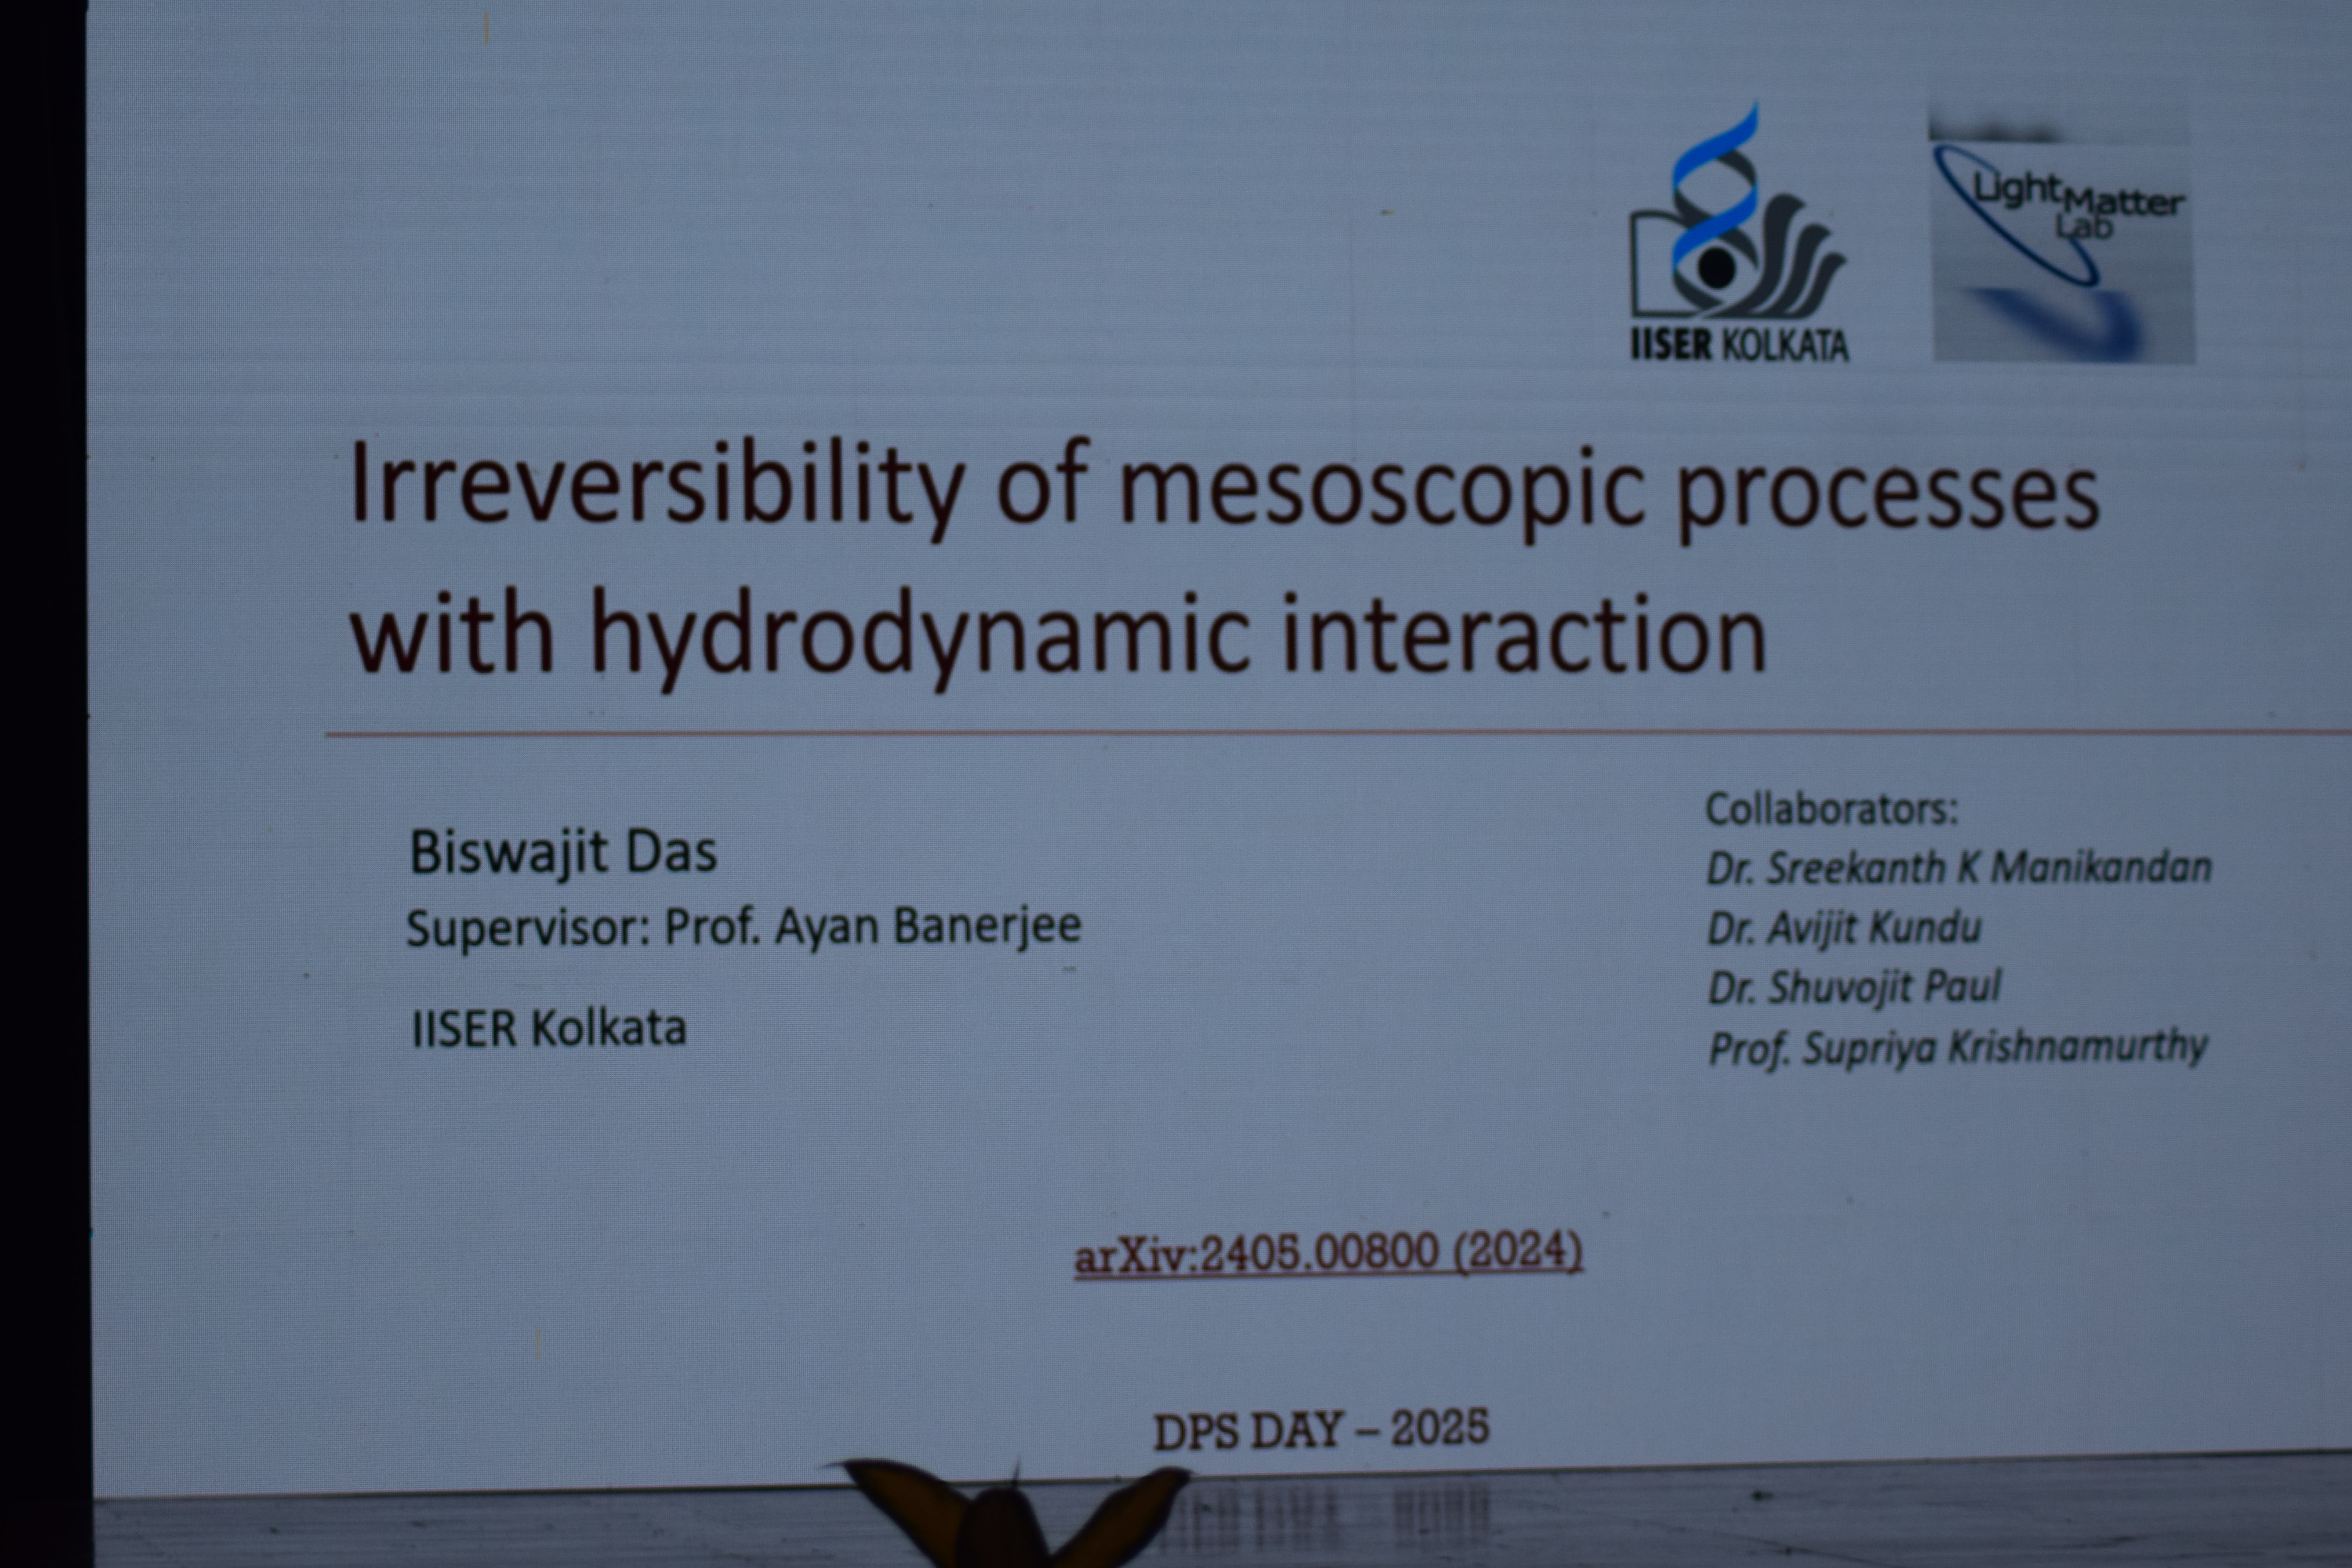 IISER KOLKATA
LightMatter
Lab
Irreversibility of mesoscopic processes
with hydrodynamic interaction
Biswajit Das
Supervisor: Prof. Ayan Banerjee
IISER Kolkata
Collaborators:
Dr. Sreekanth K Manikandan
Dr. Avijit Kundu
Dr. Shuvojit Paul
Prof. Supriya Krishnamurthy
arXiv:2405.00800 (2024)
DPS DAY – 2025